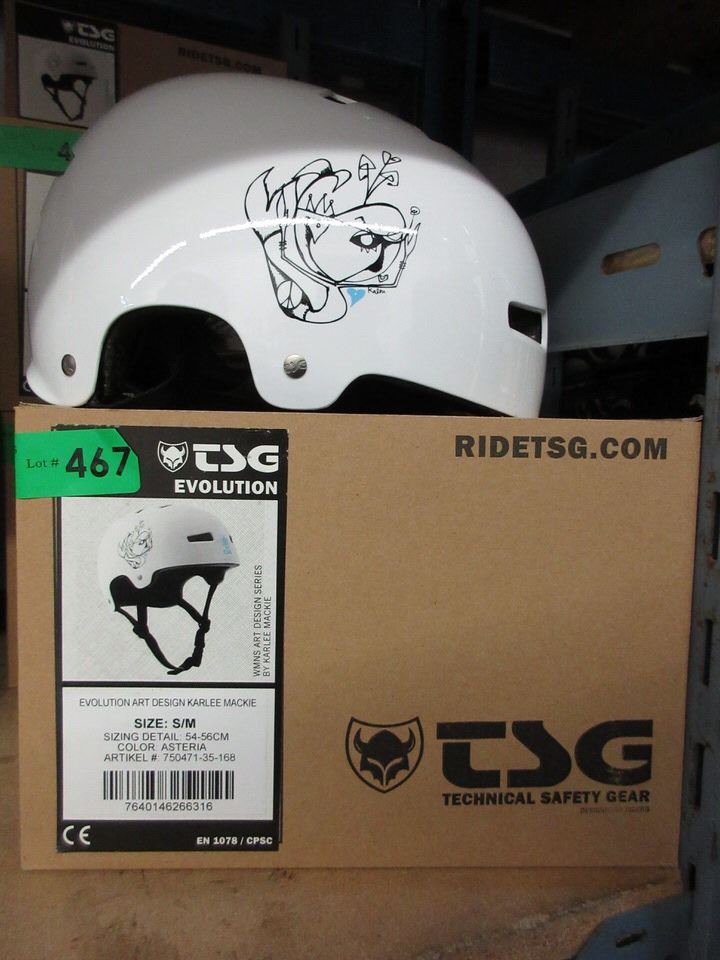 TSG
EVOLUTION
RIDETSG.COM
4
Lot # 467
TSG
EVOLUTION
RIDETSG.COM
WMNS ART DESIGN SERIES
BY KARLEE MACKIE
EVOLUTION ART DESIGN KARLEE MACKIE
SIZE: S/M
SIZING DETAIL: 54-56CM
COLOR: ASTERIA
ARTIKEL #: 750471-35-168
7640146266316
CE
EN 1078 / CPSC
TSG
TECHNICAL SAFETY GEAR